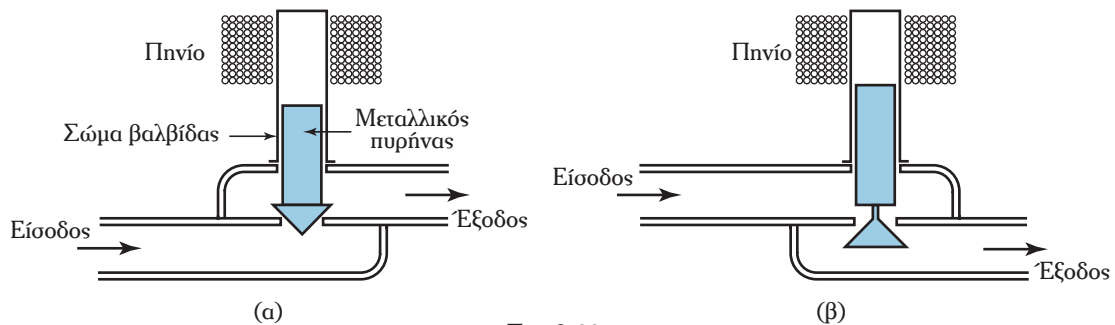 Πηνίο
Σώμα βαλβίδας
Μεταλλικός
πυρήνας
Είσοδος
Έξοδος
(α)
Πηνίο
Είσοδος
Έξοδος
(β)